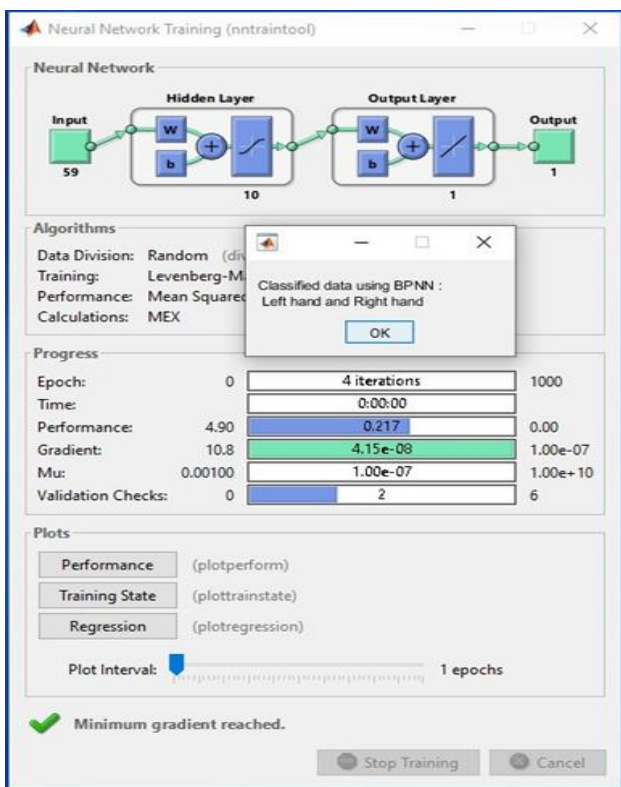 Neural Network Training (nntraintool)
Neural Network
Hidden Layer
Output Layer
Input
Output
W
b
W
b
59
10
1
1
Algorithms
Data Division: Random
Training:
Performance: Mean Squared
Calculations: MEX
Classified data using BPNN :
Left hand and Right hand
OK
Progress
Epoch: 0 4 iterations 1000
Time: 0:00:00
Performance: 4.90 0.217 0.00
Gradient: 10.8 4.15e-08 1.00e-07
Mu: 0.00100 1.00e-07 1.00e+10
Validation Checks: 0 2 6
Plots
Performance (plotperform)
Training State (plottrainstate)
Regression (plotregression)
Plot Interval: 1 epochs
Minimum gradient reached.
Stop Training Cancel